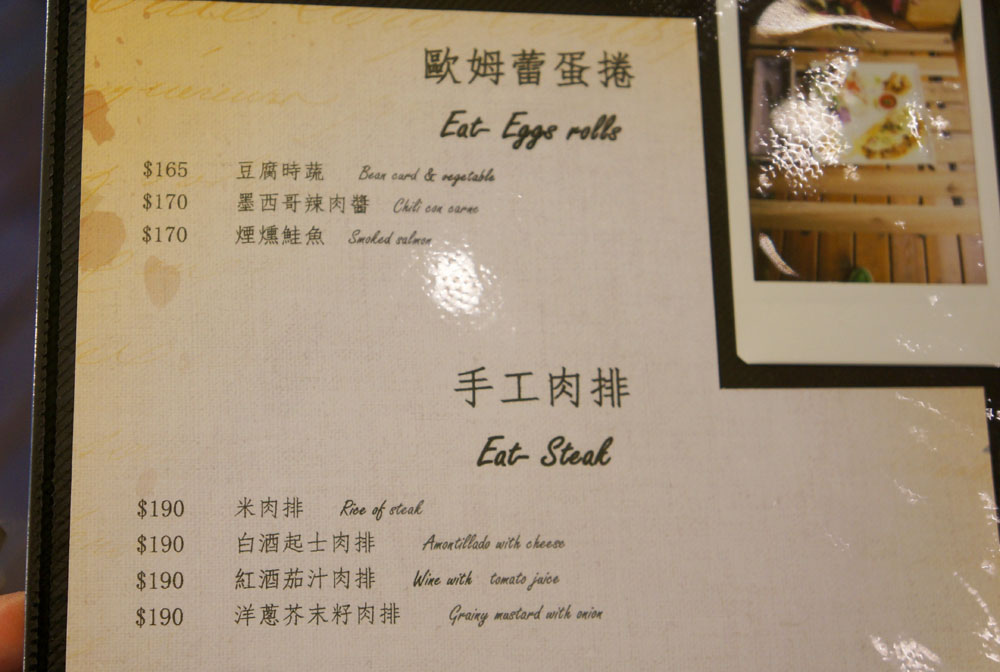 歐姆蕾蛋捲
Eat- Eggs rolls
$165 豆腐時蔬 Bean curd & vegetable
$170 墨西哥辣肉醬 Chili con carne
$170 煙燻鮭魚 Smoked salmon
手工肉排
Eat- Steak
$190 米肉排 Rice of steak
$190 白酒起士肉排 Amontillado with cheese
$190 紅酒茄汁肉排 Wine with tomato juice
$190 洋蔥芥末籽肉排 Grainy mustard with onion